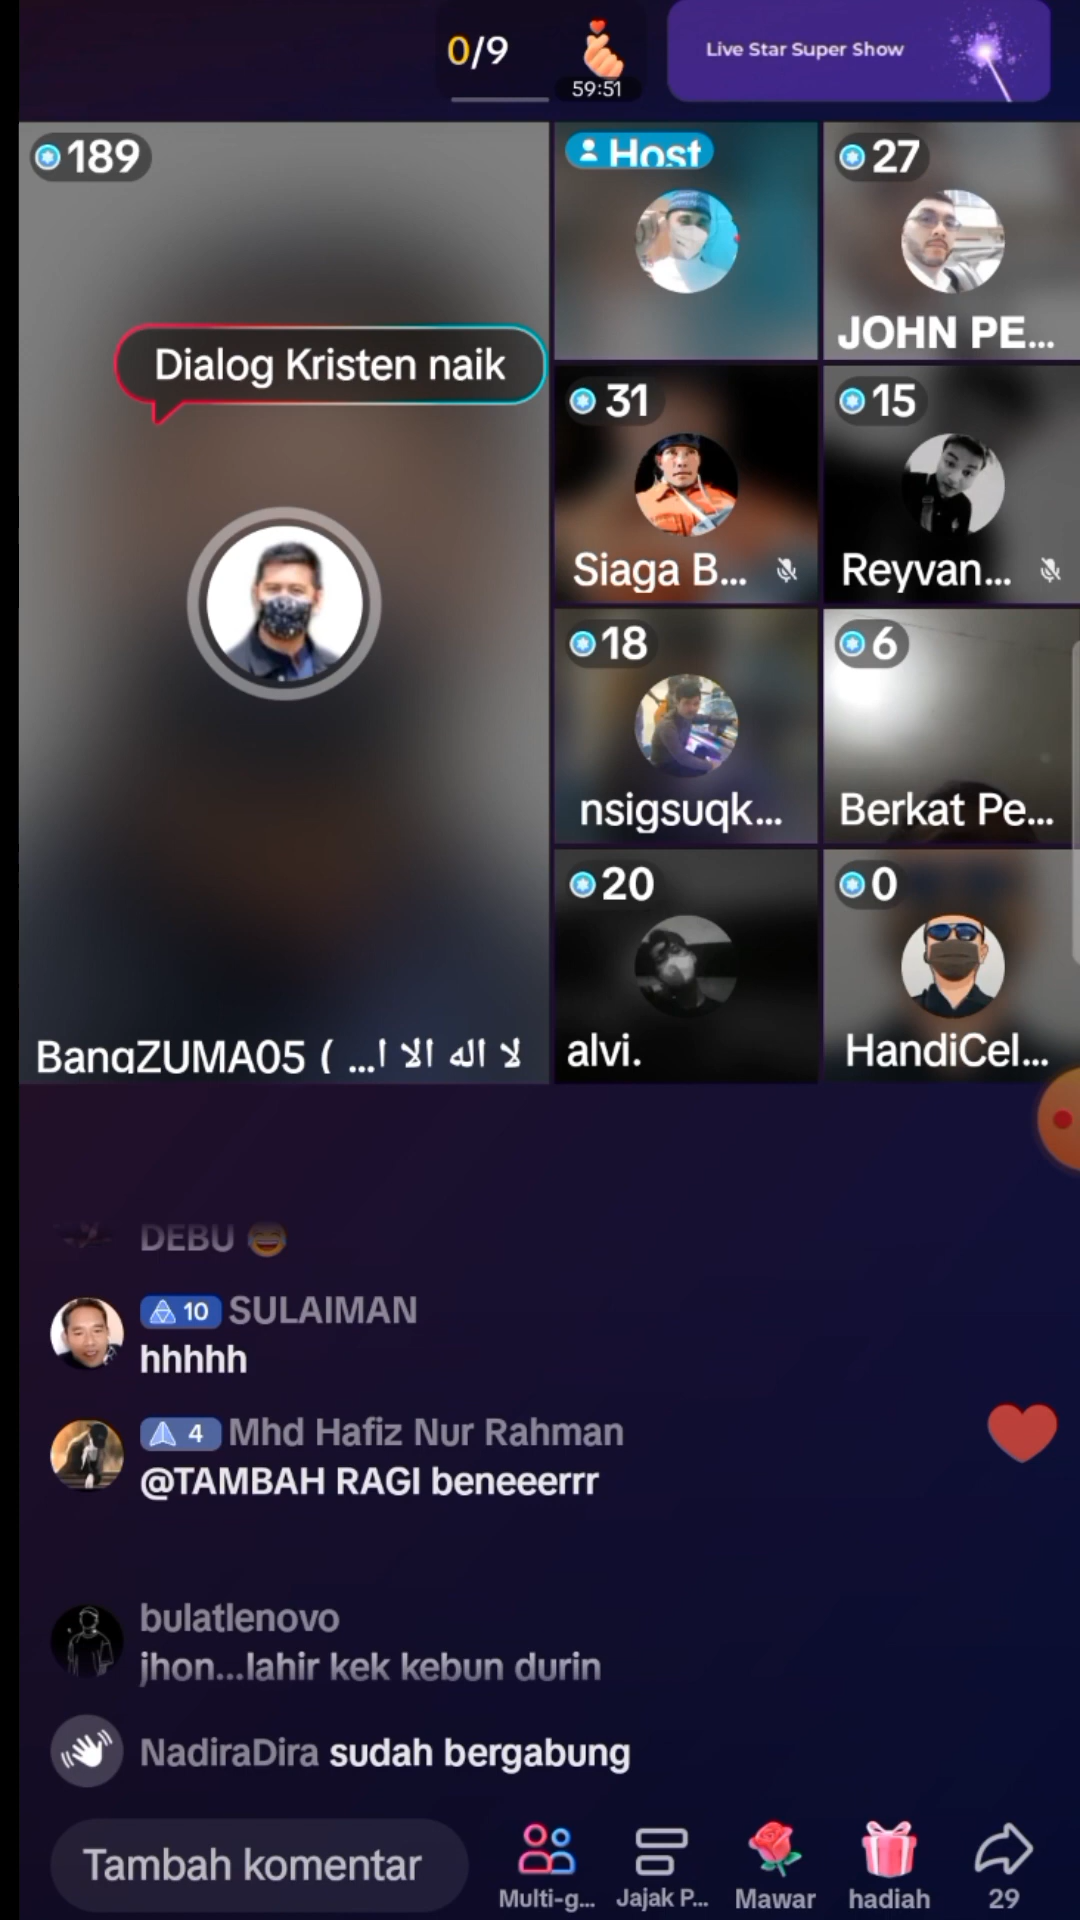 0/9
59:51
Live Star Super Show
189
Host
27
Dialog Kristen naik
JOHN PE...
31
15
Siaga B...
Reyvan...
18
6
nsigsuqk...
Berkat Pe...
20
0
BangZUMA05 ( لا اله الا ا...
alvi.
HandiCel...
DEBU 😂
10 SULAIMAN
hhhhh
4 Mhd Hafiz Nur Rahman
@TAMBAH RAGI beneeerrr
bulatlenovo
jhon...lahir kek kebun durin
NadiraDira sudah bergabung
Tambah komentar
Multi-g...
Jajak P...
Mawar
hadiah
29